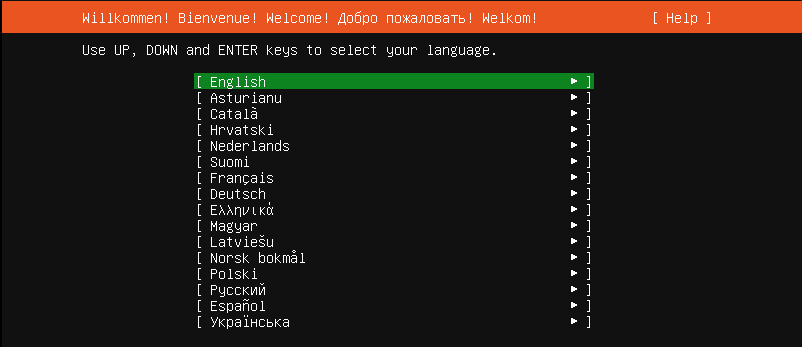 Willkommen! Bienvenue! Welcome! Добро пожаловать! Welkom! [ Help ]
Use UP, DOWN and ENTER keys to select your language.
[ English ► ]
[ Asturianu ► ]
[ Català ► ]
[ Hrvatski ► ]
[ Nederlands ► ]
[ Suomi ► ]
[ Français ► ]
[ Deutsch ► ]
[ Ελληνικά ► ]
[ Magyar ► ]
[ Latviešu ► ]
[ Norsk bokmål ► ]
[ Polski ► ]
[ Русский ► ]
[ Español ► ]
[ Українська ► ]